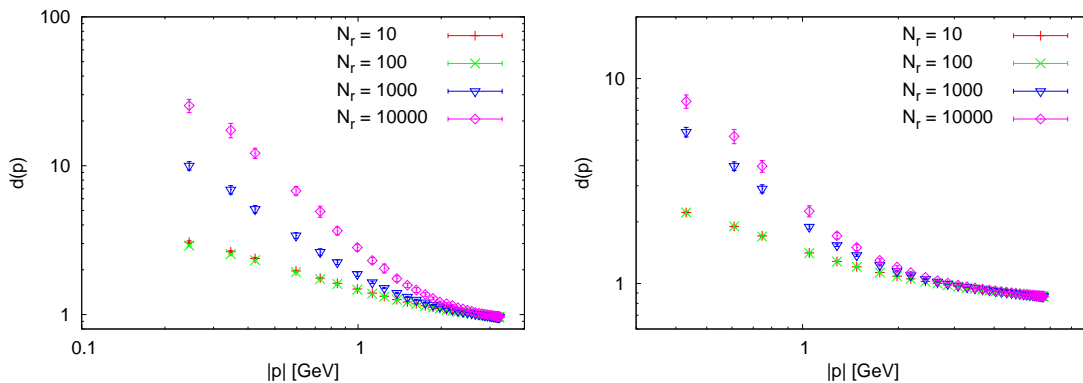 100
10
1
d(p)
0.1
1
|p| [GeV]
N_r = 10
N_r = 100
N_r = 1000
N_r = 10000
10
1
d(p)
1
|p| [GeV]
N_r = 10
N_r = 100
N_r = 1000
N_r = 10000